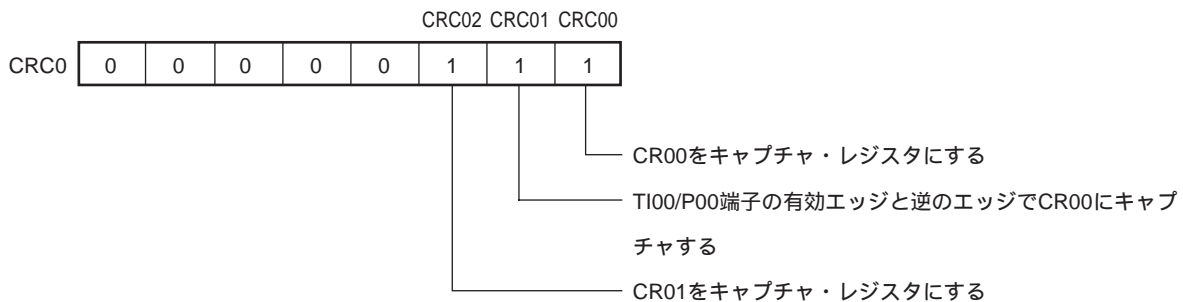 CRC02 CRC01 CRC00
CRC0 0 0 0 0 0 1 1 1
CR00をキャプチャ・レジスタにする
TI00/P00端子の有効エッジと逆のエッジでCR00にキャプ
チャする
CR01をキャプチャ・レジスタにする